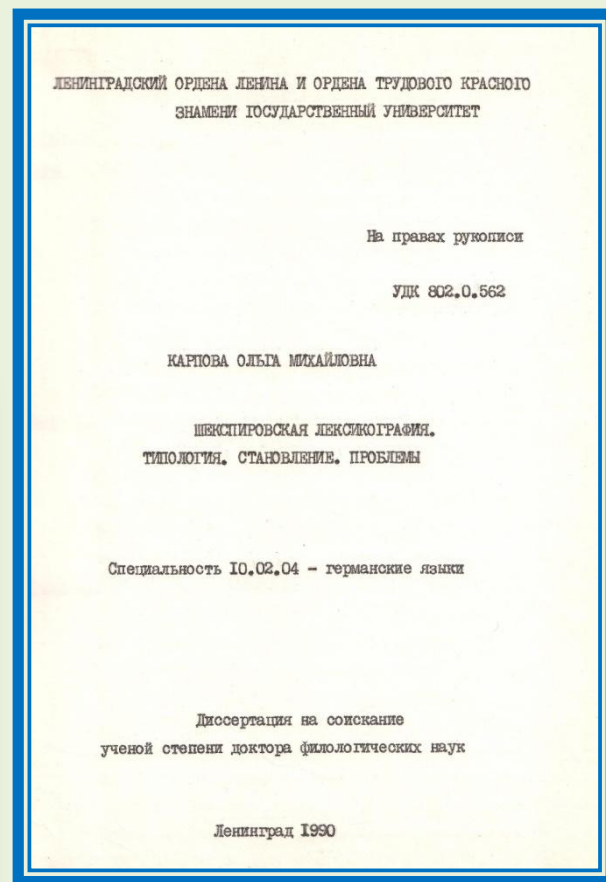 ЛЕНИНГРАДСКИЙ ОРДЕНА ЛЕНИНА И ОРДЕНА ТРУДОВОГО КРАСНОГО
ЗНАМЕНИ ГОСУДАРСТВЕННЫЙ УНИВЕРСИТЕТ
На правах рукописи
УДК 802.0.562
КАРПОВА ОЛЬГА МИХАЙЛОВНА
ШЕКСПИРОВСКАЯ ЛЕКСИКОГРАФИЯ.
ТИПОЛОГИЯ. СТАНОВЛЕНИЕ. ПРОБЛЕМЫ
Специальность 10.02.04 - германские языки
Диссертация на соискание
ученой степени доктора филологических наук
Ленинград 1990